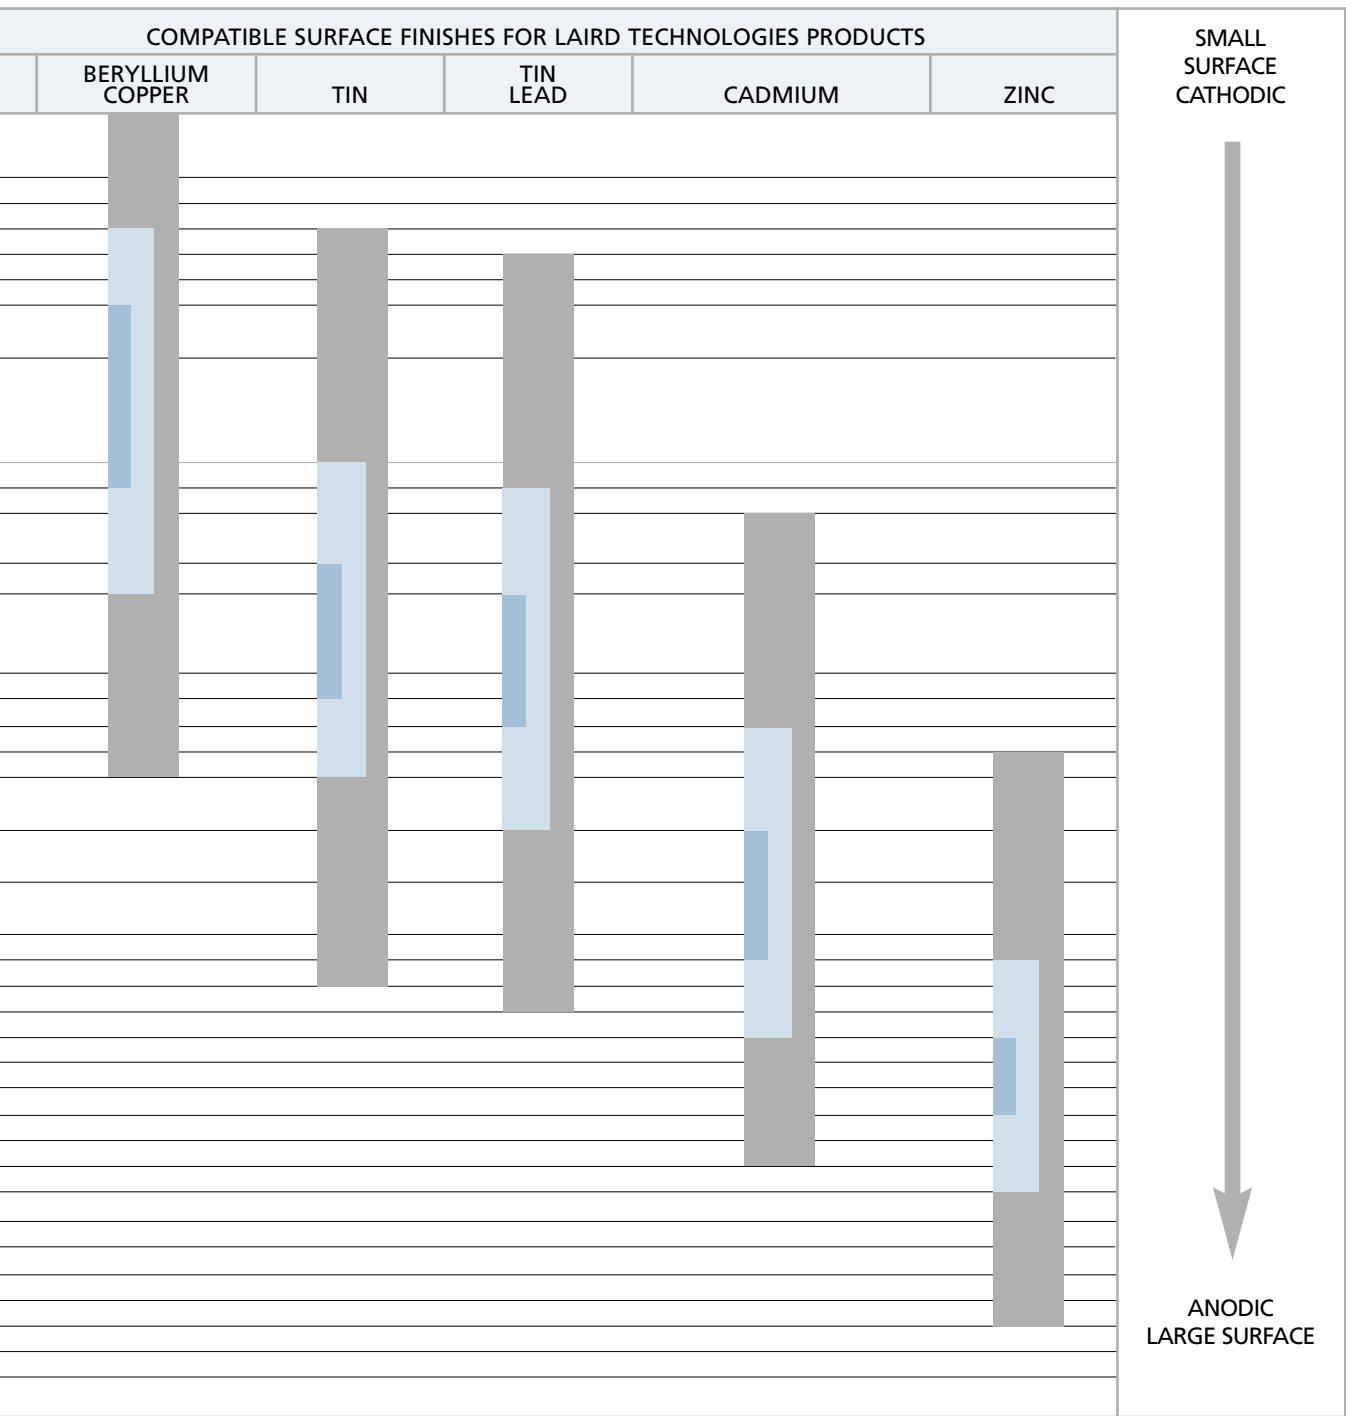 COMPATIBLE SURFACE FINISHES FOR LAIRD TECHNOLOGIES PRODUCTS
BERYLLIUM
COPPER
TIN
TIN
LEAD
CADMIUM
ZINC
SMALL
SURFACE
CATHODIC
ANODIC
LARGE SURFACE